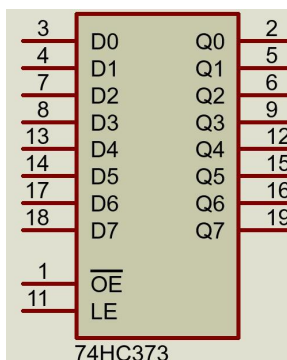 3 D0 Q0 2
4 D1 Q1 5
7 D2 Q2 6
8 D3 Q3 9
13 D4 Q4 12
14 D5 Q5 15
17 D6 Q6 16
18 D7 Q7 19
1 OE
11 LE
74HC373